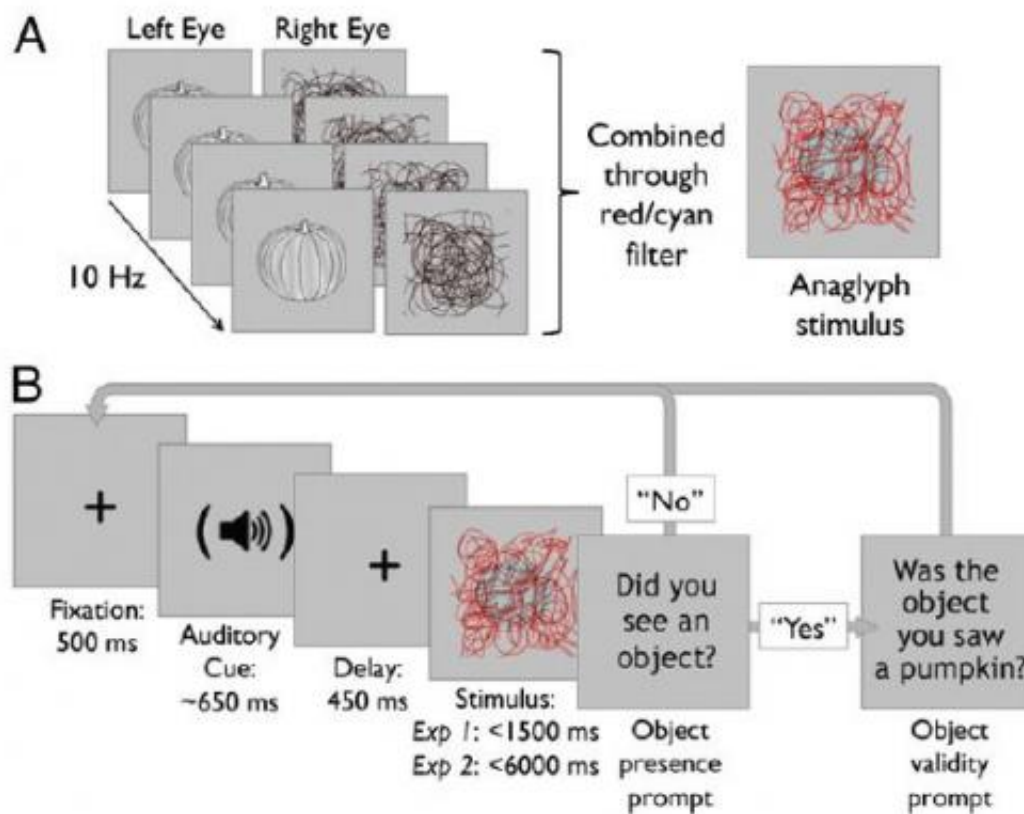 A
Left Eye
Right Eye
10 Hz
Combined
through
red/cyan
filter
Anaglyph
stimulus
B
Fixation:
500 ms
Auditory
Cue:
~650 ms
Delay:
450 ms
Stimulus:
Exp 1: <1500 ms
Exp 2: <6000 ms
Did you
see an
object?
Object
presence
prompt
"No"
"Yes"
Was the
object
you saw
a pumpkin?
Object
validity
prompt